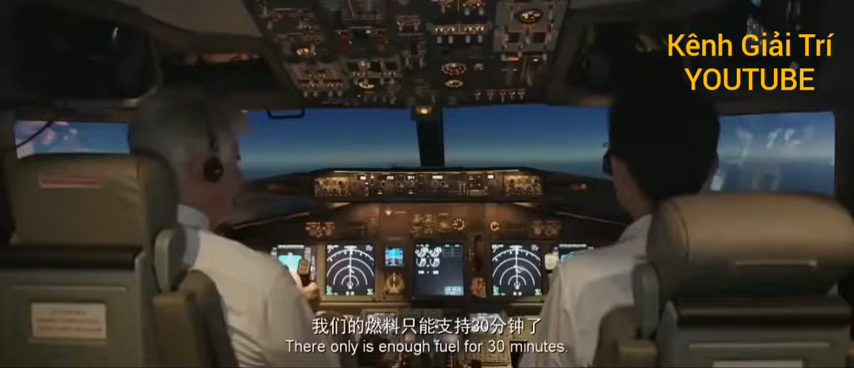 Kênh Giải Trí
YOUTUBE
我们的燃料只能支持30分钟了
There only is enough fuel for 30 minutes.